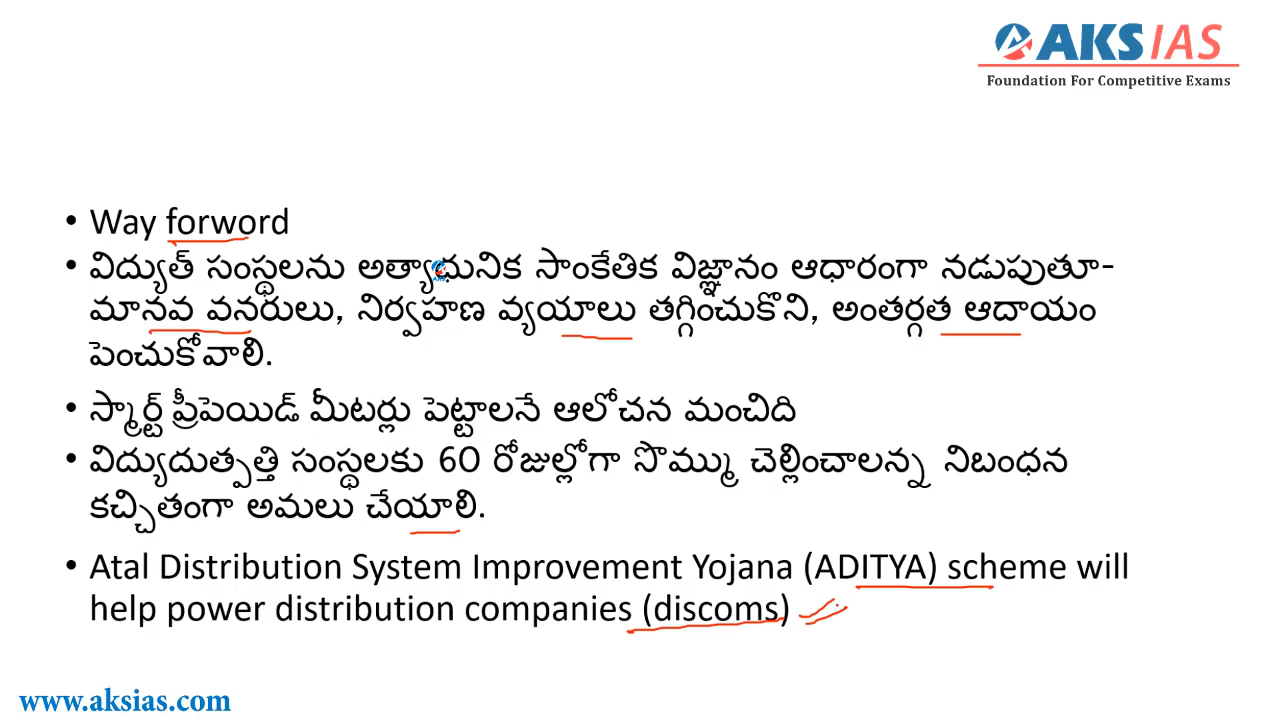 AKS IAS
Foundation For Competitive Exams
• Way forword
• విద్యుత్ సంస్థలను అత్యాధునిక సాంకేతిక విజ్ఞానం ఆధారంగా నడుపుతూ-
మానవ వనరులు, నిర్వహణ వ్యయాలు తగ్గించుకొని, అంతర్గత ఆదాయం
పెంచుకోవాలి.
• స్మార్ట్ ప్రీపెయిడ్ మీటర్లు పెట్టాలనే ఆలోచన మంచిది
• విద్యుదుత్పత్తి సంస్థలకు 60 రోజుల్లోగా సొమ్ము చెల్లించాలన్న నిబంధన
కచ్చితంగా అమలు చేయాలి.
• Atal Distribution System Improvement Yojana (ADITYA) scheme will
help power distribution companies (discoms)
www.aksias.com